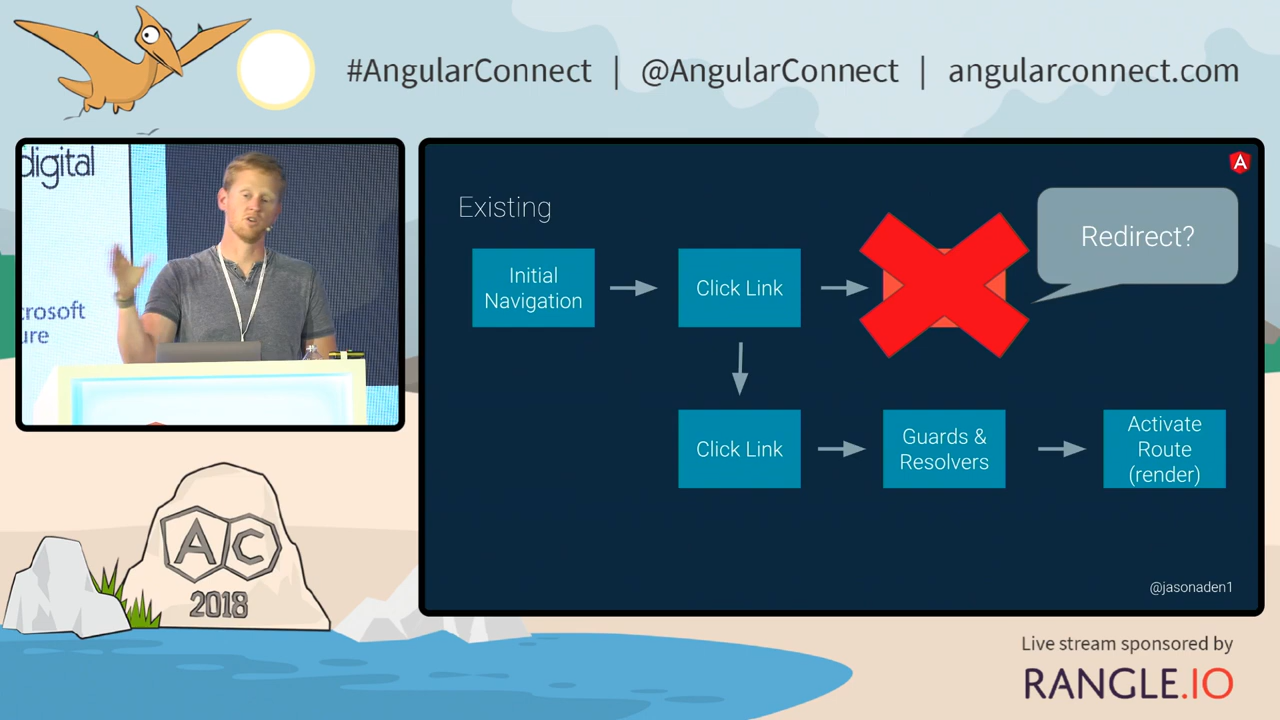 #AngularConnect | @AngularConnect | angularconnect.com
digital
crosoft
ure
Existing
Redirect?
Initial
Navigation
Click Link
Click Link
Guards &
Resolvers
Activate
Route
(render)
@jasonaden1
AC
2018
Live stream sponsored by
RANGLE.IO